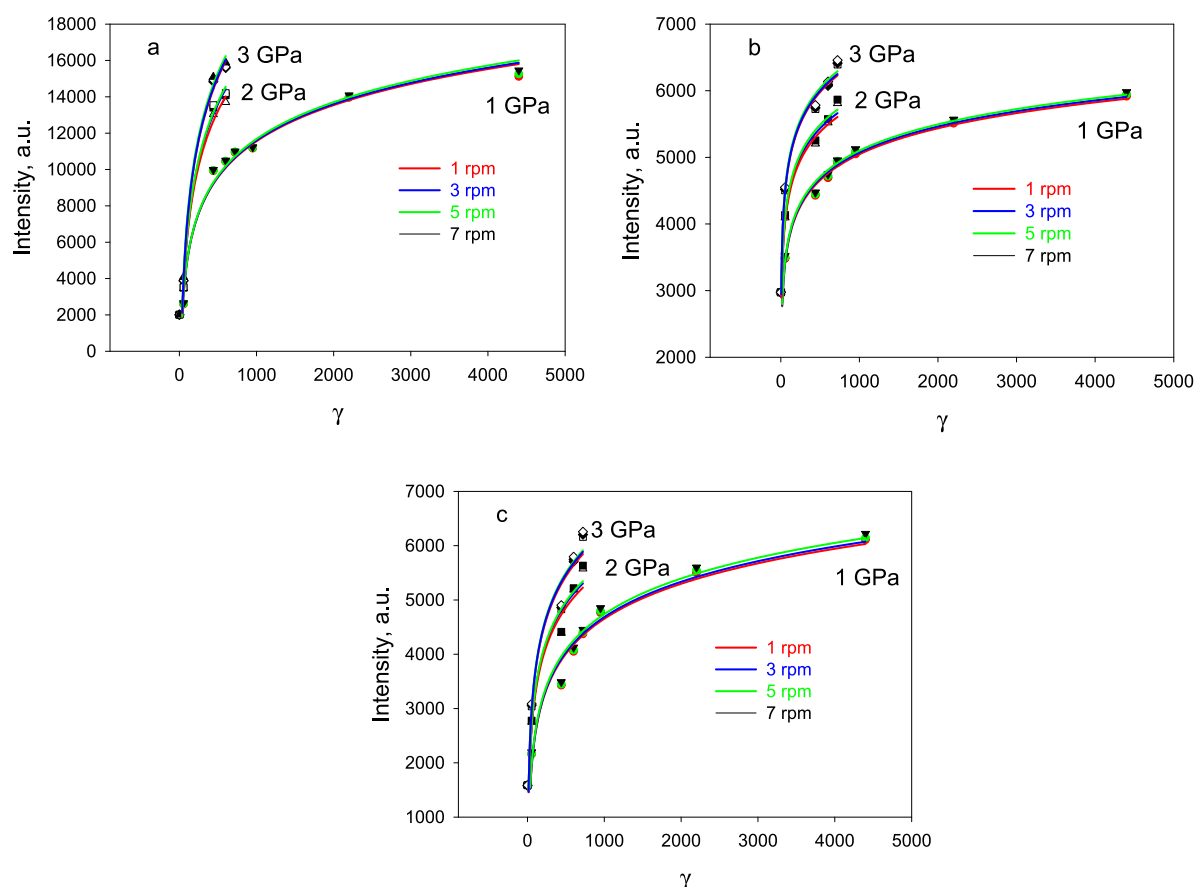 a
18000
16000
14000
12000
10000
8000
6000
4000
2000
0
Intensity, a.u.
3 GPa
2 GPa
1 GPa
1 rpm
3 rpm
5 rpm
7 rpm
0 1000 2000 3000 4000 5000
γ
b
7000
6000
5000
4000
3000
2000
Intensity, a.u.
3 GPa
2 GPa
1 GPa
1 rpm
3 rpm
5 rpm
7 rpm
0 1000 2000 3000 4000 5000
γ
c
7000
6000
5000
4000
3000
2000
1000
Intensity, a.u.
3 GPa
2 GPa
1 GPa
1 rpm
3 rpm
5 rpm
7 rpm
0 1000 2000 3000 4000 5000
γ